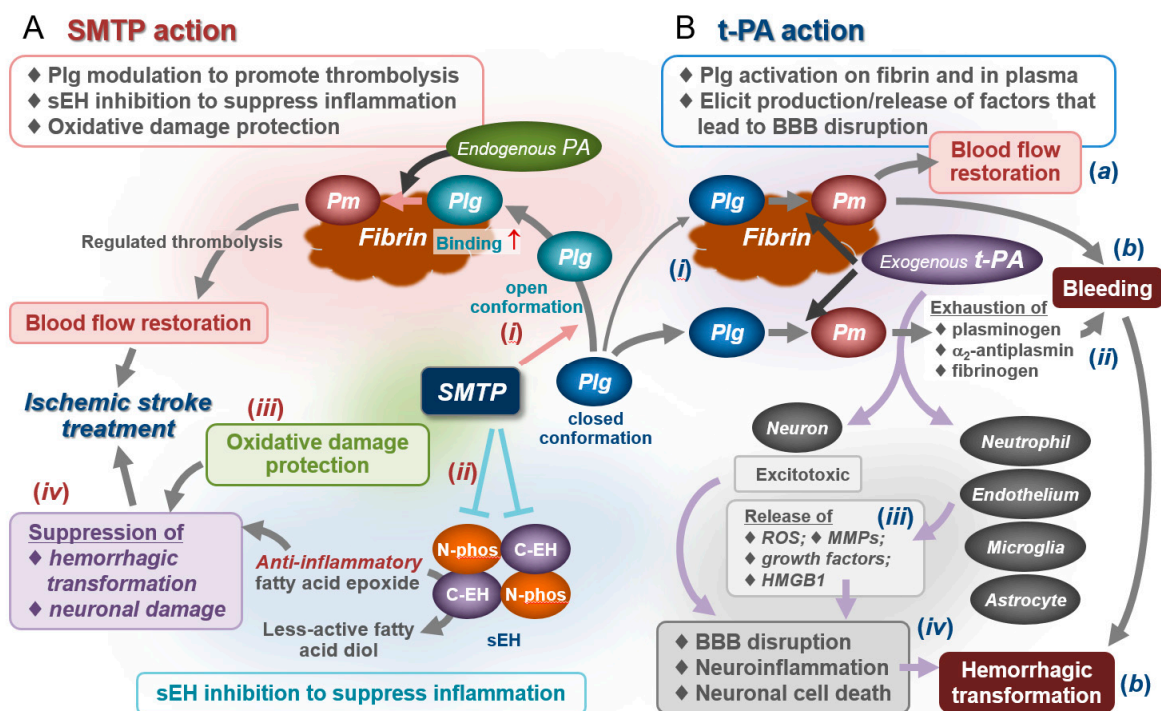 A SMTP action
♦ Plg modulation to promote thrombolysis
♦ sEH inhibition to suppress inflammation
♦ Oxidative damage protection
Endogenous PA
Pm
Plg
Fibrin
Binding ↑
Regulated thrombolysis
Plg
open
conformation
(i)
Blood flow restoration
SMTP
Plg
closed
conformation
Ischemic stroke
treatment
(iii)
Oxidative damage
protection
(ii)
(iv)
Suppression of
♦ hemorrhagic
transformation
♦ neuronal damage
Anti-inflammatory
fatty acid epoxide
N-phos
C-EH
C-EH
N-phos
sEH
Less-active fatty
acid diol
sEH inhibition to suppress inflammation
B t-PA action
♦ Plg activation on fibrin and in plasma
♦ Elicit production/release of factors that
lead to BBB disruption
Blood flow
restoration
(a)
Plg
Pm
Fibrin
(i)
Exogenous t-PA
(b)
Bleeding
Plg
Pm
Exhaustion of
♦ plasminogen
♦ α2-antiplasmin
♦ fibrinogen
(ii)
Neuron
Excitotoxic
Neutrophil
Endothelium
Microglia
Astrocyte
Release of
(iii)
♦ ROS; ♦ MMPs;
♦ growth factors;
♦ HMGB1
(iv)
♦ BBB disruption
♦ Neuroinflammation
♦ Neuronal cell death
Hemorrhagic
transformation
(b)